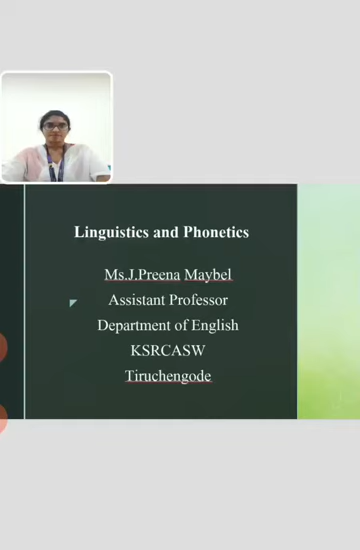 Linguistics and Phonetics
Ms.J.Preena Maybel
Assistant Professor
Department of English
KSRCASW
Tiruchengode